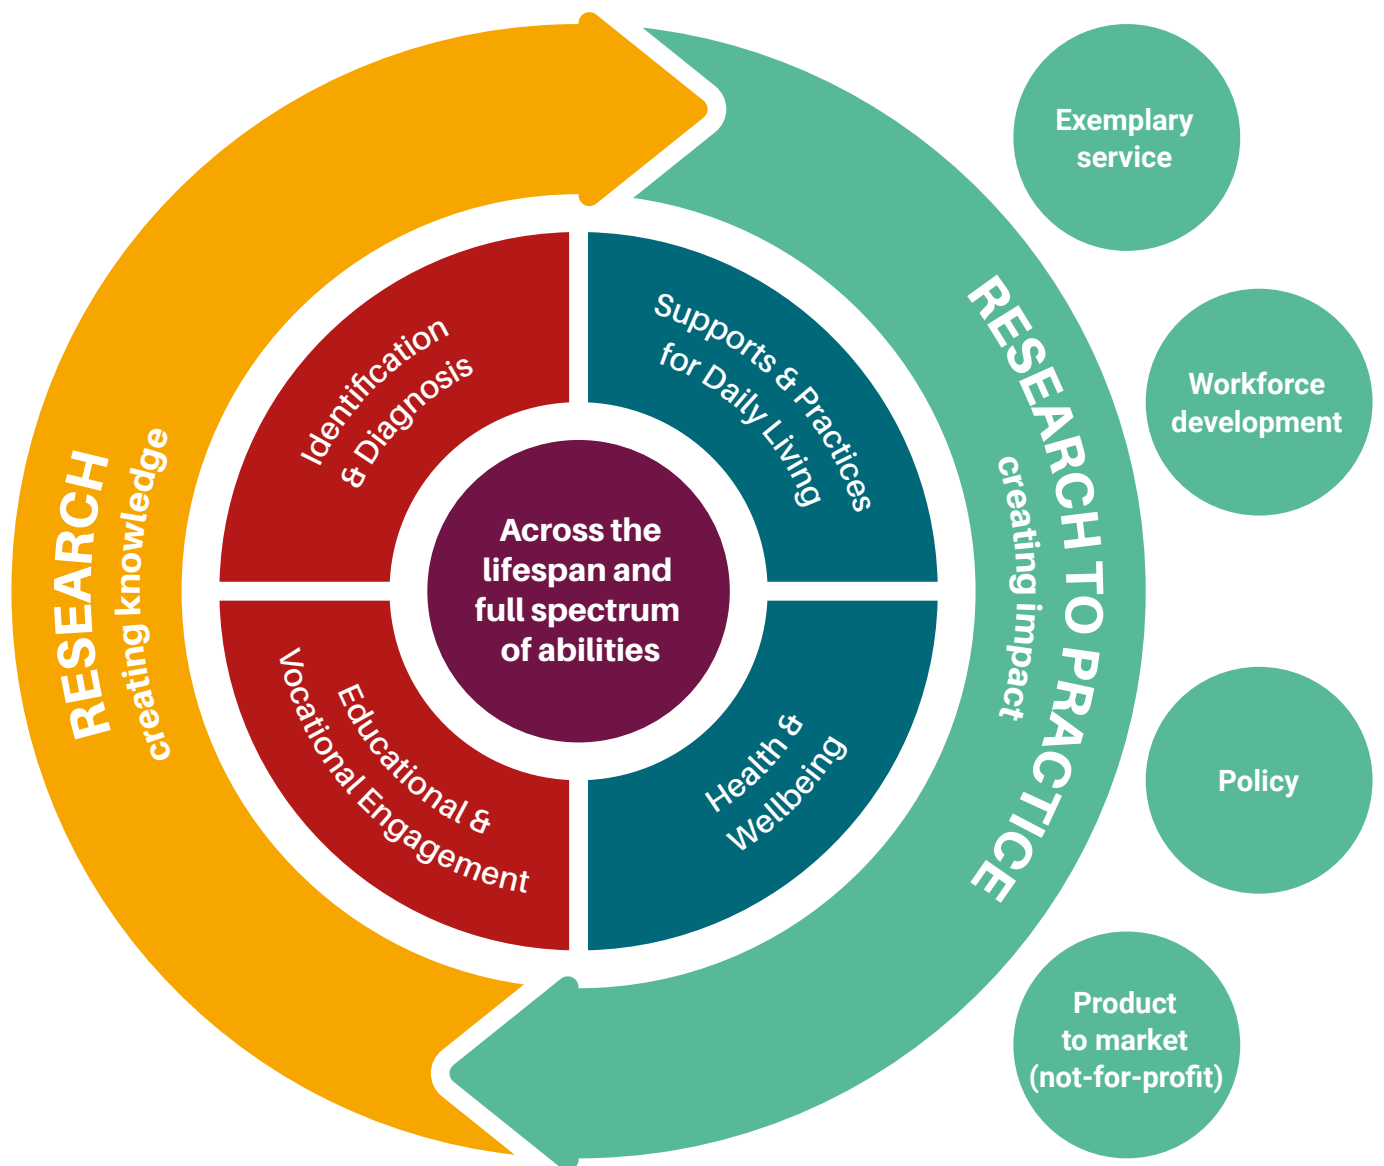 RESEARCH
creating knowledge
Identification
& Diagnosis
Supports & Practices
for Daily Living
Across the
lifespan and
full spectrum
of abilities
Educational &
Vocational Engagement
Health &
Wellbeing
RESEARCH TO PRACTICE
creating impact
Exemplary
service
Workforce
development
Policy
Product
to market
(not-for-profit)